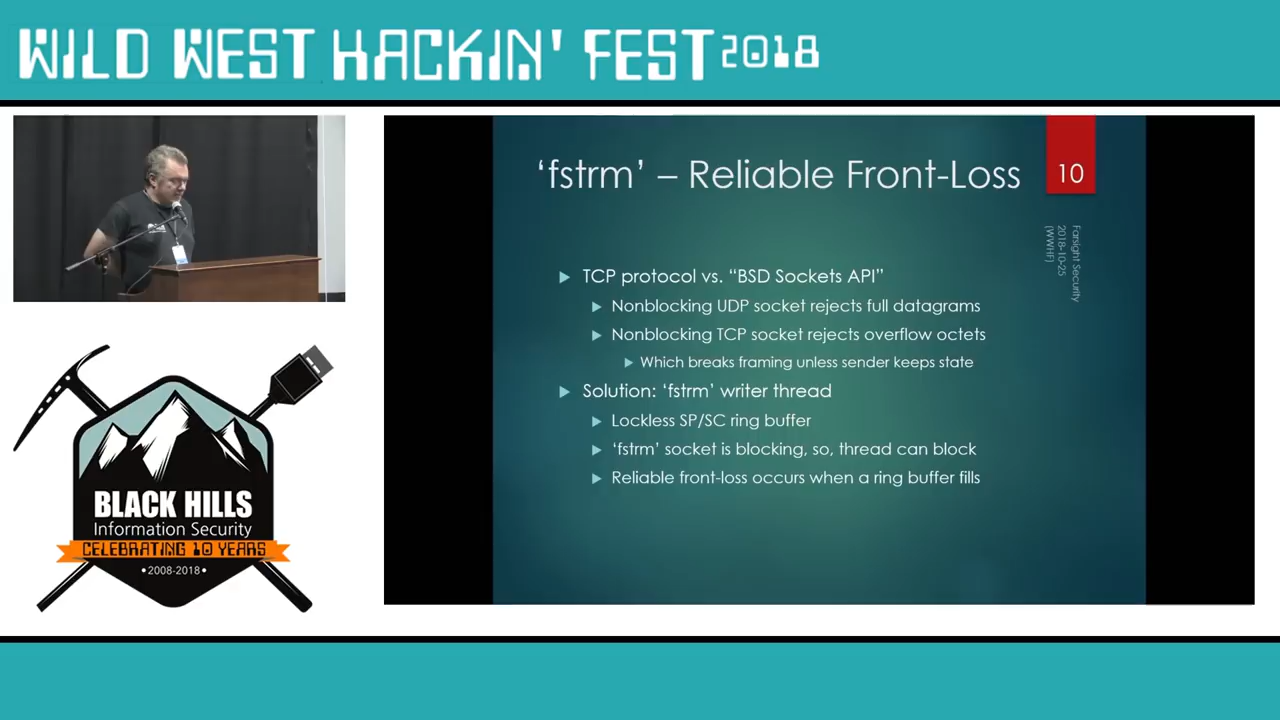 WILD WEST HACKIN' FEST 2018
‘fstrm’ – Reliable Front-Loss
10
Farsight Security
2018-10-25
(WWHF)
TCP protocol vs. “BSD Sockets API”
Nonblocking UDP socket rejects full datagrams
Nonblocking TCP socket rejects overflow octets
Which breaks framing unless sender keeps state
Solution: ‘fstrm’ writer thread
Lockless SP/SC ring buffer
‘fstrm’ socket is blocking, so, thread can block
Reliable front-loss occurs when a ring buffer fills
BLACK HILLS
Information Security
CELEBRATING 10 YEARS
•2008-2018•